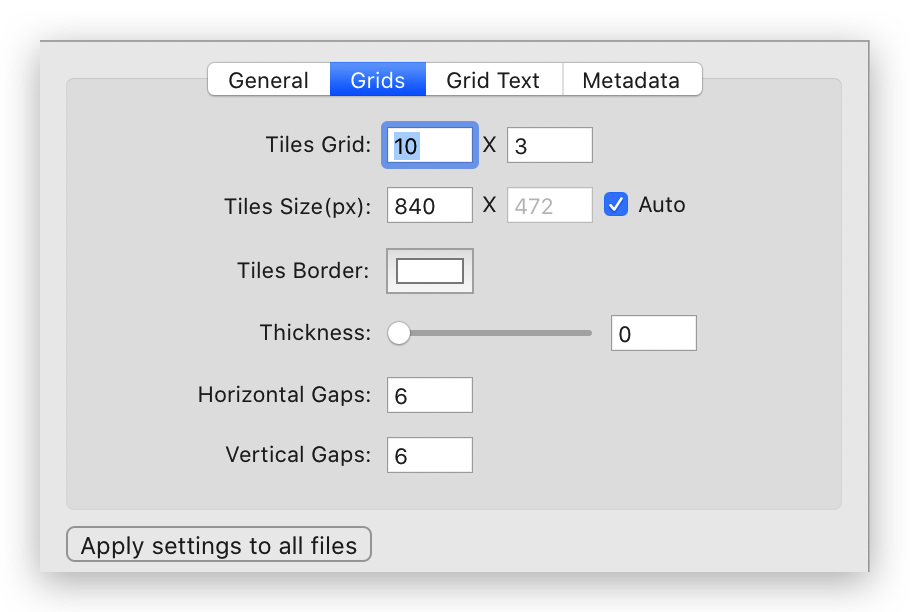 General Grids Grid Text Metadata
Tiles Grid: 10 X 3
Tiles Size(px): 840 X 472 Auto
Tiles Border:
Thickness: 0
Horizontal Gaps: 6
Vertical Gaps: 6
Apply settings to all files